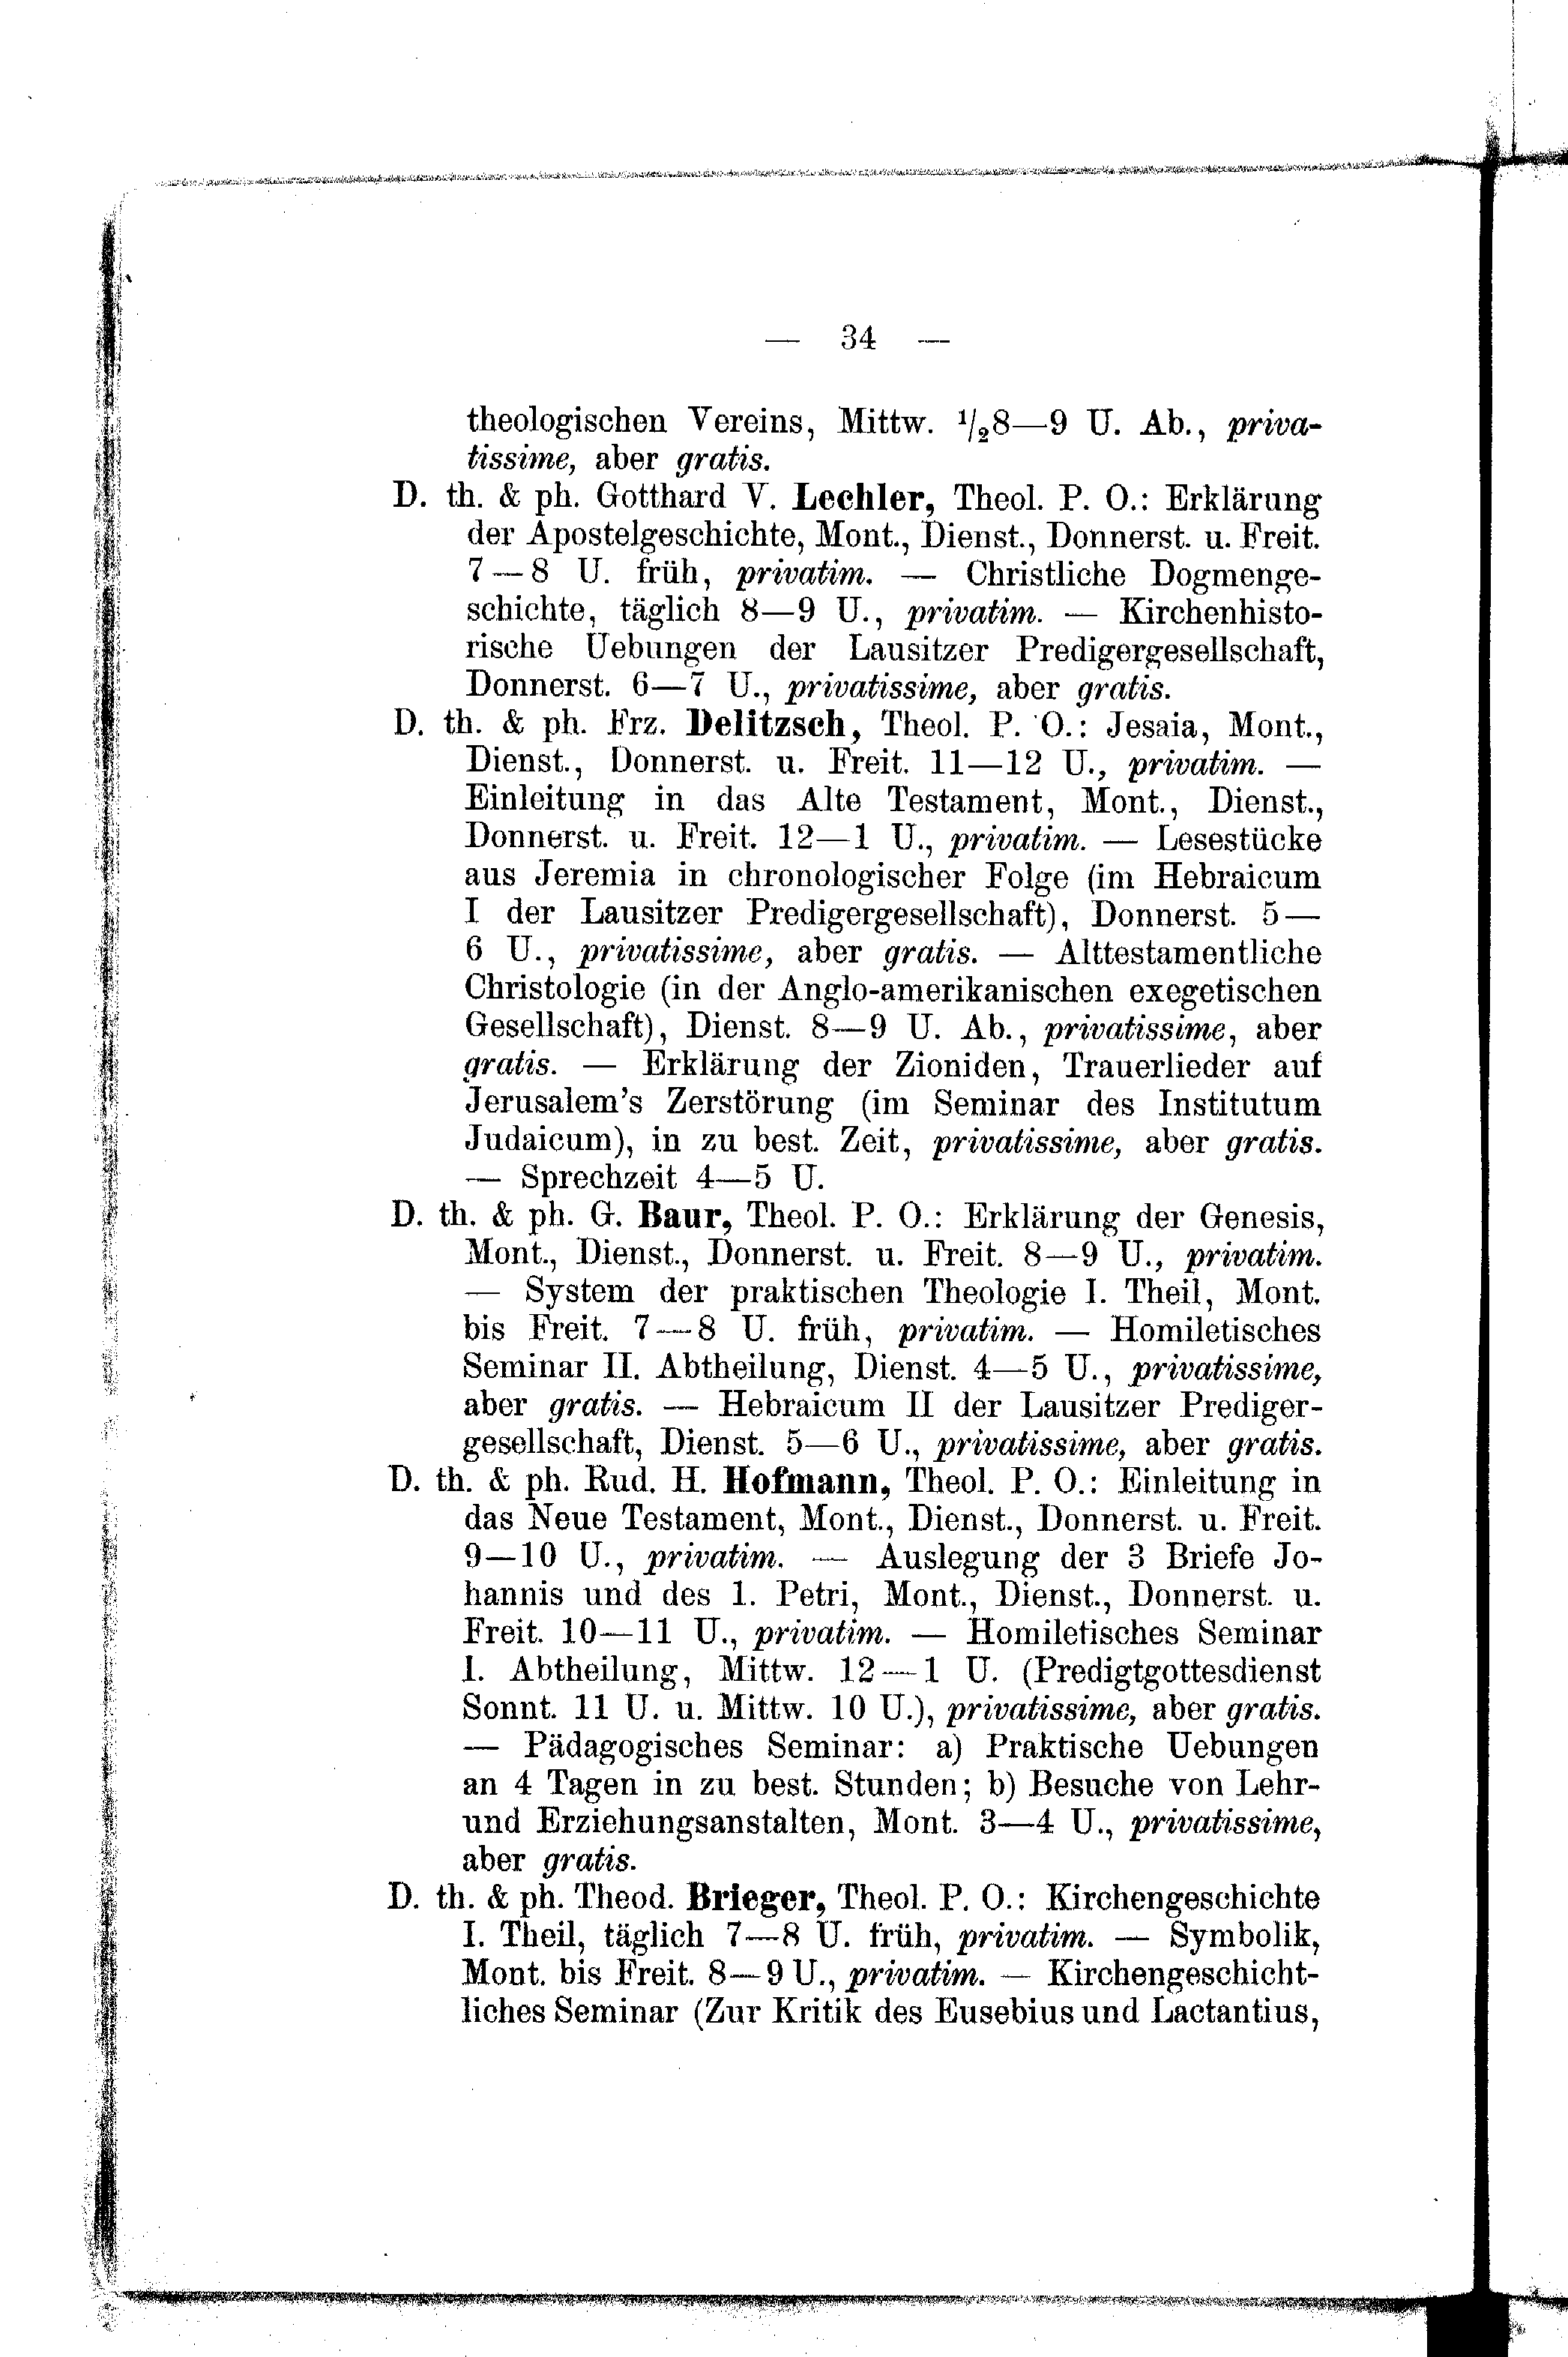 — 34 —
theologischen Vereins, Mittw. 1/28—9 U. Ab., priva-
tissime, aber gratis.
D. th. & ph. Gotthard V. Lechler, Theol. P. O.: Erklärung
der Apostelgeschichte, Mont., Dienst., Donnerst. u. Freit.
7—8 U. früh, privatim. — Christliche Dogmenge-
schichte, täglich 8—9 U., privatim. — Kirchenhisto-
rische Uebungen der Lausitzer Predigergesellschaft,
Donnerst. 6—7 U., privatissime, aber gratis.
D. th. & ph. Frz. Delitzsch, Theol. P. O.: Jesaia, Mont.,
Dienst., Donnerst. u. Freit. 11—12 U., privatim. —
Einleitung in das Alte Testament, Mont., Dienst.,
Donnerst. u. Freit. 12—1 U., privatim. — Lesestücke
aus Jeremia in chronologischer Folge (im Hebraicum
I der Lausitzer Predigergesellschaft), Donnerst. 5—
6 U., privatissime, aber gratis. — Alttestamentliche
Christologie (in der Anglo-amerikanischen exegetischen
Gesellschaft), Dienst. 8—9 U. Ab., privatissime, aber
gratis. — Erklärung der Zioniden, Trauerlieder auf
Jerusalem's Zerstörung (im Seminar des Institutum
Judaicum), in zu best. Zeit, privatissime, aber gratis.
— Sprechzeit 4—5 U.
D. th. & ph. G. Baur, Theol. P. O.: Erklärung der Genesis,
Mont., Dienst., Donnerst. u. Freit. 8—9 U., privatim.
— System der praktischen Theologie I. Theil, Mont.
bis Freit. 7—8 U. früh, privatim. — Homiletisches
Seminar II. Abtheilung, Dienst. 4—5 U., privatissime,
aber gratis. — Hebraicum II der Lausitzer Prediger-
gesellschaft, Dienst. 5—6 U., privatissime, aber gratis.
D. th. & ph. Rud. H. Hofmann, Theol. P. O.: Einleitung in
das Neue Testament, Mont., Dienst., Donnerst. u. Freit.
9—10 U., privatim. — Auslegung der 3 Briefe Jo-
hannis und des 1. Petri, Mont., Dienst., Donnerst. u.
Freit. 10—11 U., privatim. — Homiletisches Seminar
I. Abtheilung, Mittw. 12—1 U. (Predigtgottesdienst
Sonnt. 11 U. u. Mittw. 10 U.), privatissime, aber gratis.
— Pädagogisches Seminar: a) Praktische Uebungen
an 4 Tagen in zu best. Stunden; b) Besuche von Lehr-
und Erziehungsanstalten, Mont. 3—4 U., privatissime,
aber gratis.
D. th. & ph. Theod. Brieger, Theol. P. O.: Kirchengeschichte
I. Theil, täglich 7—8 U. früh, privatim. — Symbolik,
Mont. bis Freit. 8—9 U., privatim. — Kirchengeschicht-
liches Seminar (Zur Kritik des Eusebius und Lactantius,